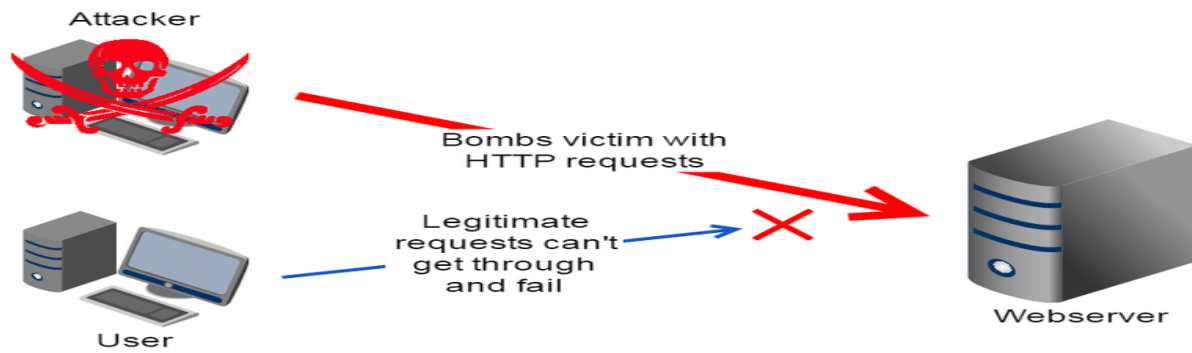 Attacker
Bombs victim with
HTTP requests
Legitimate
requests can't
get through
and fail
User
Webserver